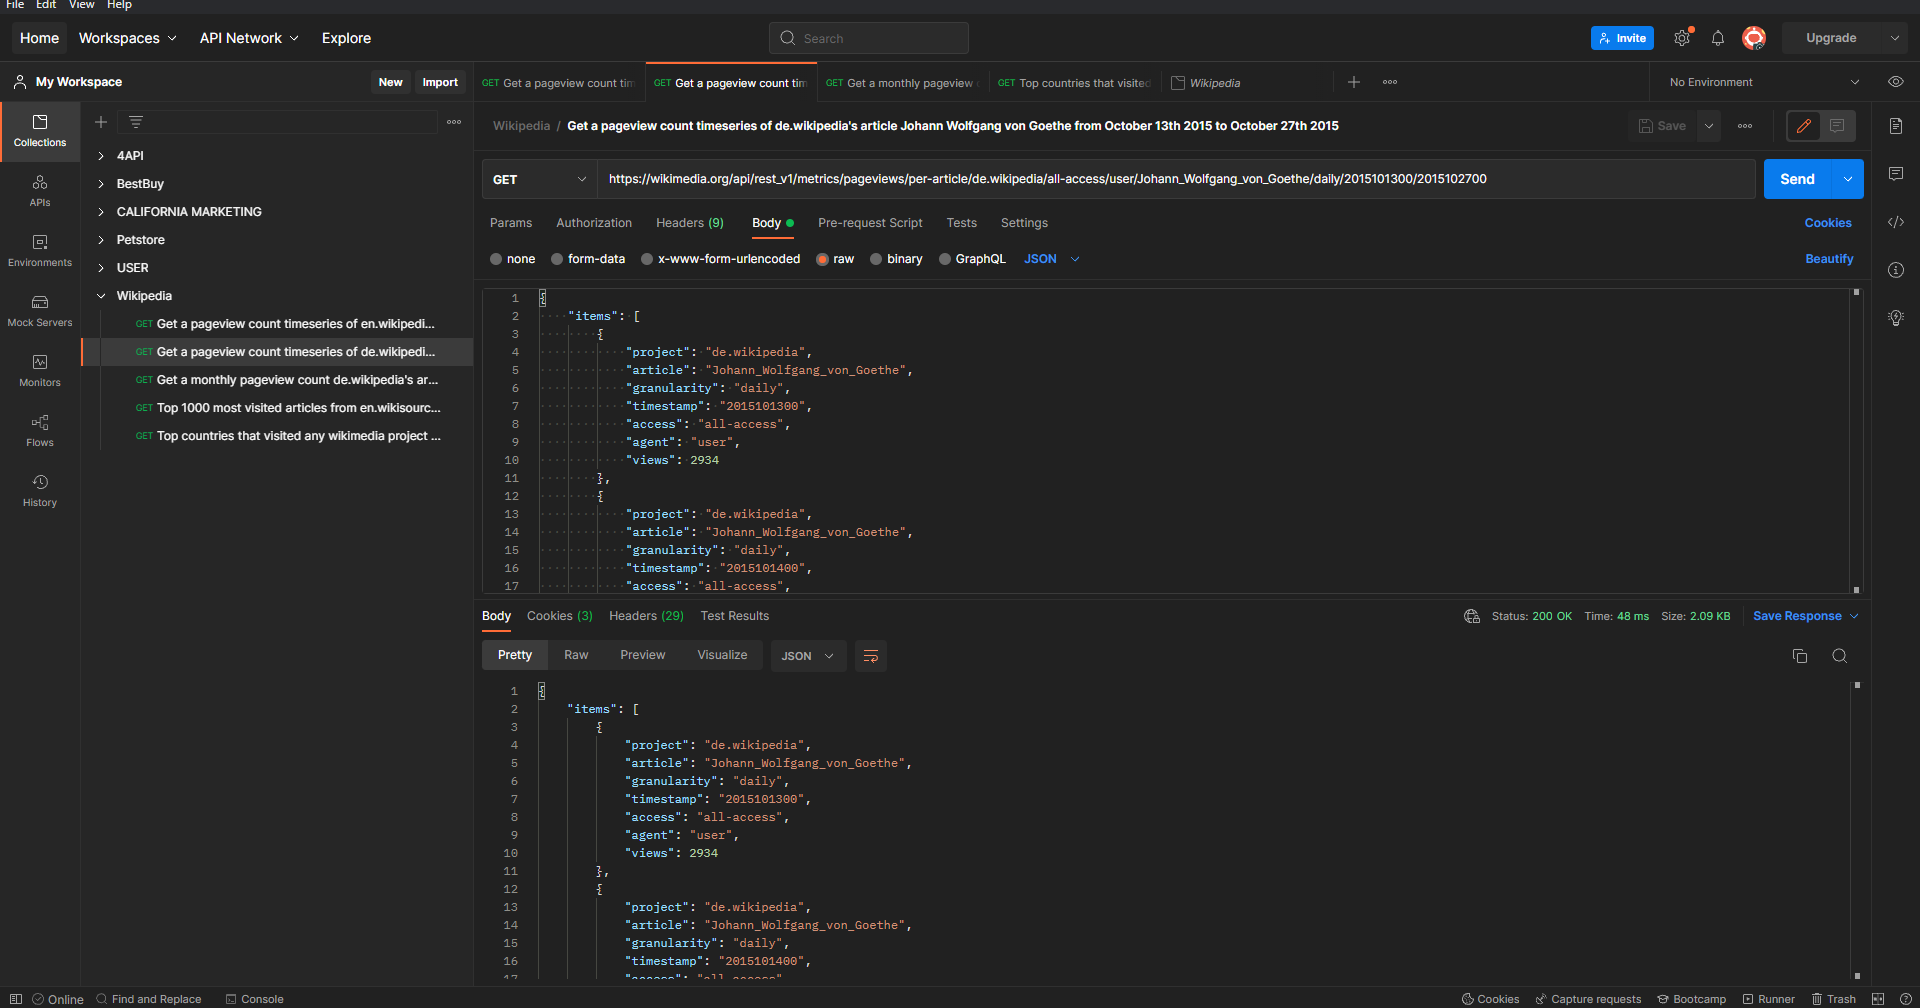 File Edit View Help
Home Workspaces API Network Explore Search Invite Upgrade
My Workspace New Import
GET Get a pageview count tim
GET Get a pageview count tim
GET Get a monthly pageview
GET Top countries that visited
Wikipedia
No Environment
Collections
APIs
Environments
Mock Servers
Monitors
Flows
History
4API
BestBuy
CALIFORNIA MARKETING
Petstore
USER
Wikipedia
GET Get a pageview count timeseries of en.wikipedi...
GET Get a pageview count timeseries of de.wikipedi...
GET Get a monthly pageview count de.wikipedia's ar...
GET Top 1000 most visited articles from en.wikisourc...
GET Top countries that visited any wikimedia project ...
Wikipedia / Get a pageview count timeseries of de.wikipedia's article Johann Wolfgang von Goethe from October 13th 2015 to October 27th 2015
Save
GET https://wikimedia.org/api/rest_v1/metrics/pageviews/per-article/de.wikipedia/all-access/user/Johann_Wolfgang_von_Goethe/daily/2015101300/2015102700
Send
Params Authorization Headers (9) Body Pre-request Script Tests Settings Cookies
none form-data x-www-form-urlencoded raw binary GraphQL JSON Beautify
1 {
2 "items": [
3 {
4 "project": "de.wikipedia",
5 "article": "Johann_Wolfgang_von_Goethe",
6 "granularity": "daily",
7 "timestamp": "2015101300",
8 "access": "all-access",
9 "agent": "user",
10 "views": 2934
11 },
12 {
13 "project": "de.wikipedia",
14 "article": "Johann_Wolfgang_von_Goethe",
15 "granularity": "daily",
16 "timestamp": "2015101400",
17 "access": "all-access",
Body Cookies (3) Headers (29) Test Results Status: 200 OK Time: 48 ms Size: 2.09 KB Save Response
Pretty Raw Preview Visualize JSON
1 {
2 "items": [
3 {
4 "project": "de.wikipedia",
5 "article": "Johann_Wolfgang_von_Goethe",
6 "granularity": "daily",
7 "timestamp": "2015101300",
8 "access": "all-access",
9 "agent": "user",
10 "views": 2934
11 },
12 {
13 "project": "de.wikipedia",
14 "article": "Johann_Wolfgang_von_Goethe",
15 "granularity": "daily",
16 "timestamp": "2015101400",
17 "access": "all-access"
Online Find and Replace Console Cookies Capture requests Bootcamp Runner Trash